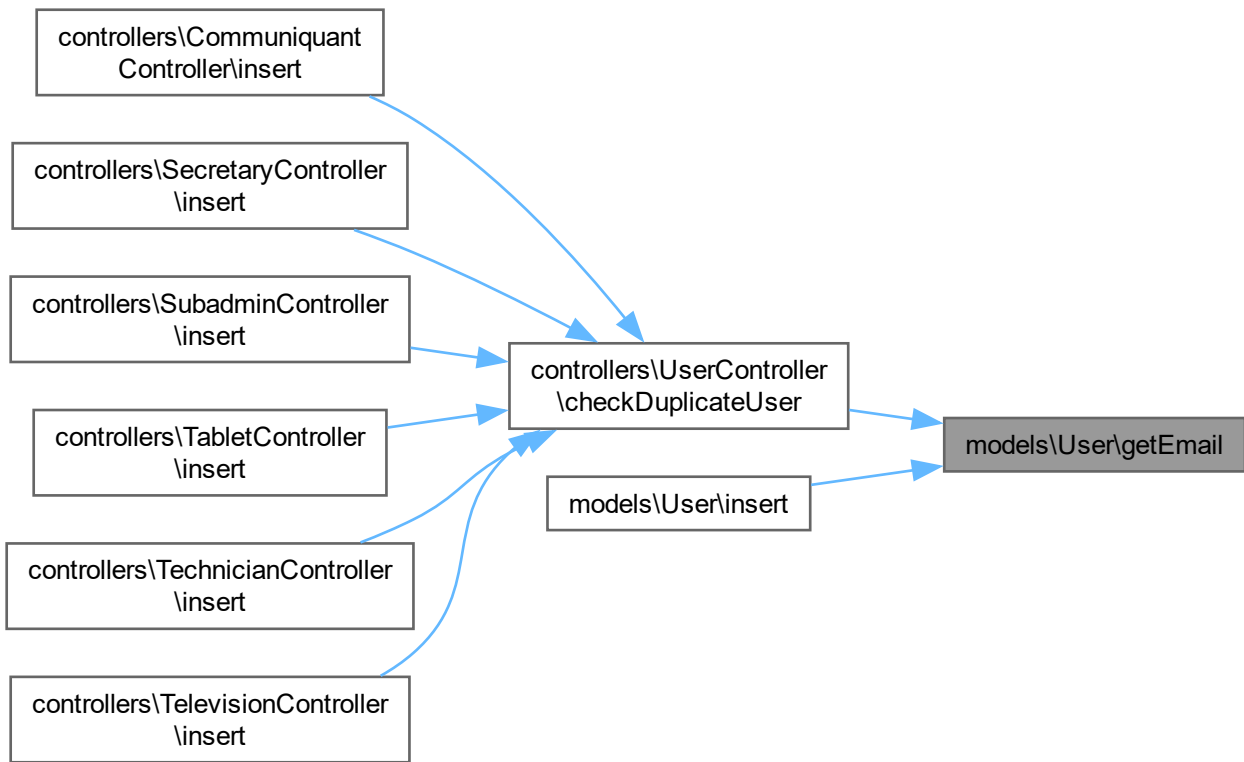 controllers\Communiquant
Controller\insert
controllers\SecretaryController
\insert
controllers\SubadminController
\insert
controllers\UserController
\checkDuplicateUser
controllers\TabletController
\insert
models\User\getEmail
models\User\insert
controllers\TechnicianController
\insert
controllers\TelevisionController
\insert